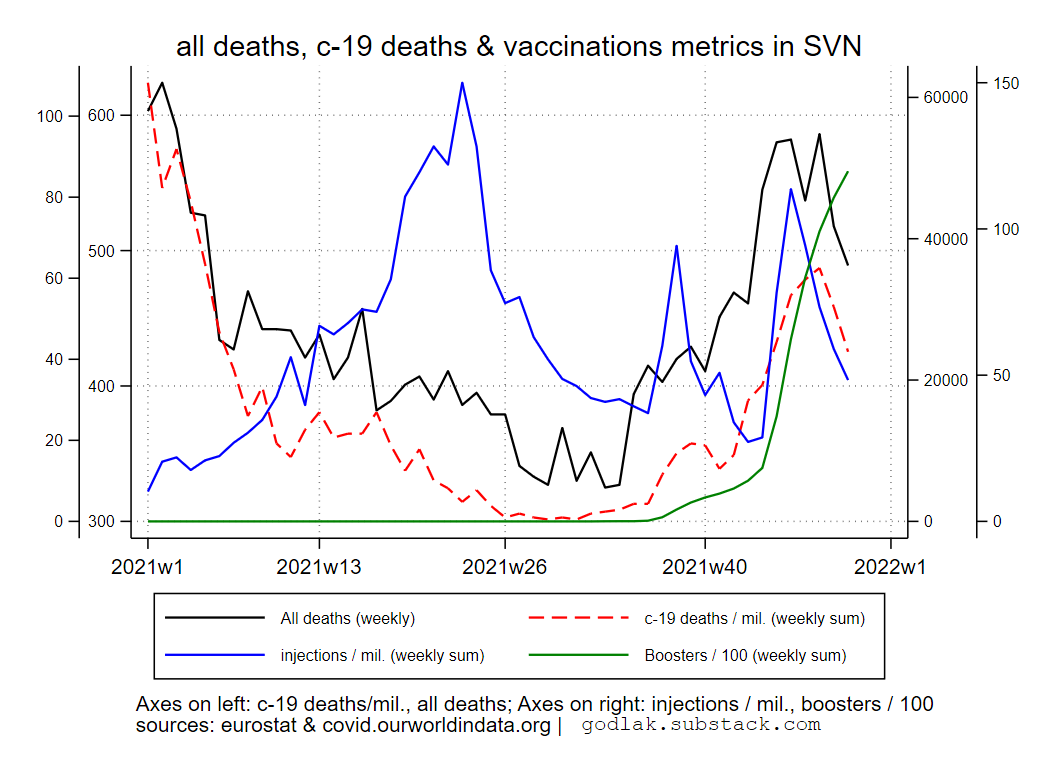 all deaths, c-19 deaths & vaccinations metrics in SVN
100 600 60000 150
80
500 40000 100
60
40 400 20000 50
20
0 300 0 0
2021w1 2021w13 2021w26 2021w40 2022w1
All deaths (weekly) c-19 deaths / mil. (weekly sum)
injections / mil. (weekly sum) Boosters / 100 (weekly sum)
Axes on left: c-19 deaths/mil., all deaths; Axes on right: injections / mil., boosters / 100
sources: eurostat & covid.ourworldindata.org | godlak.substack.com